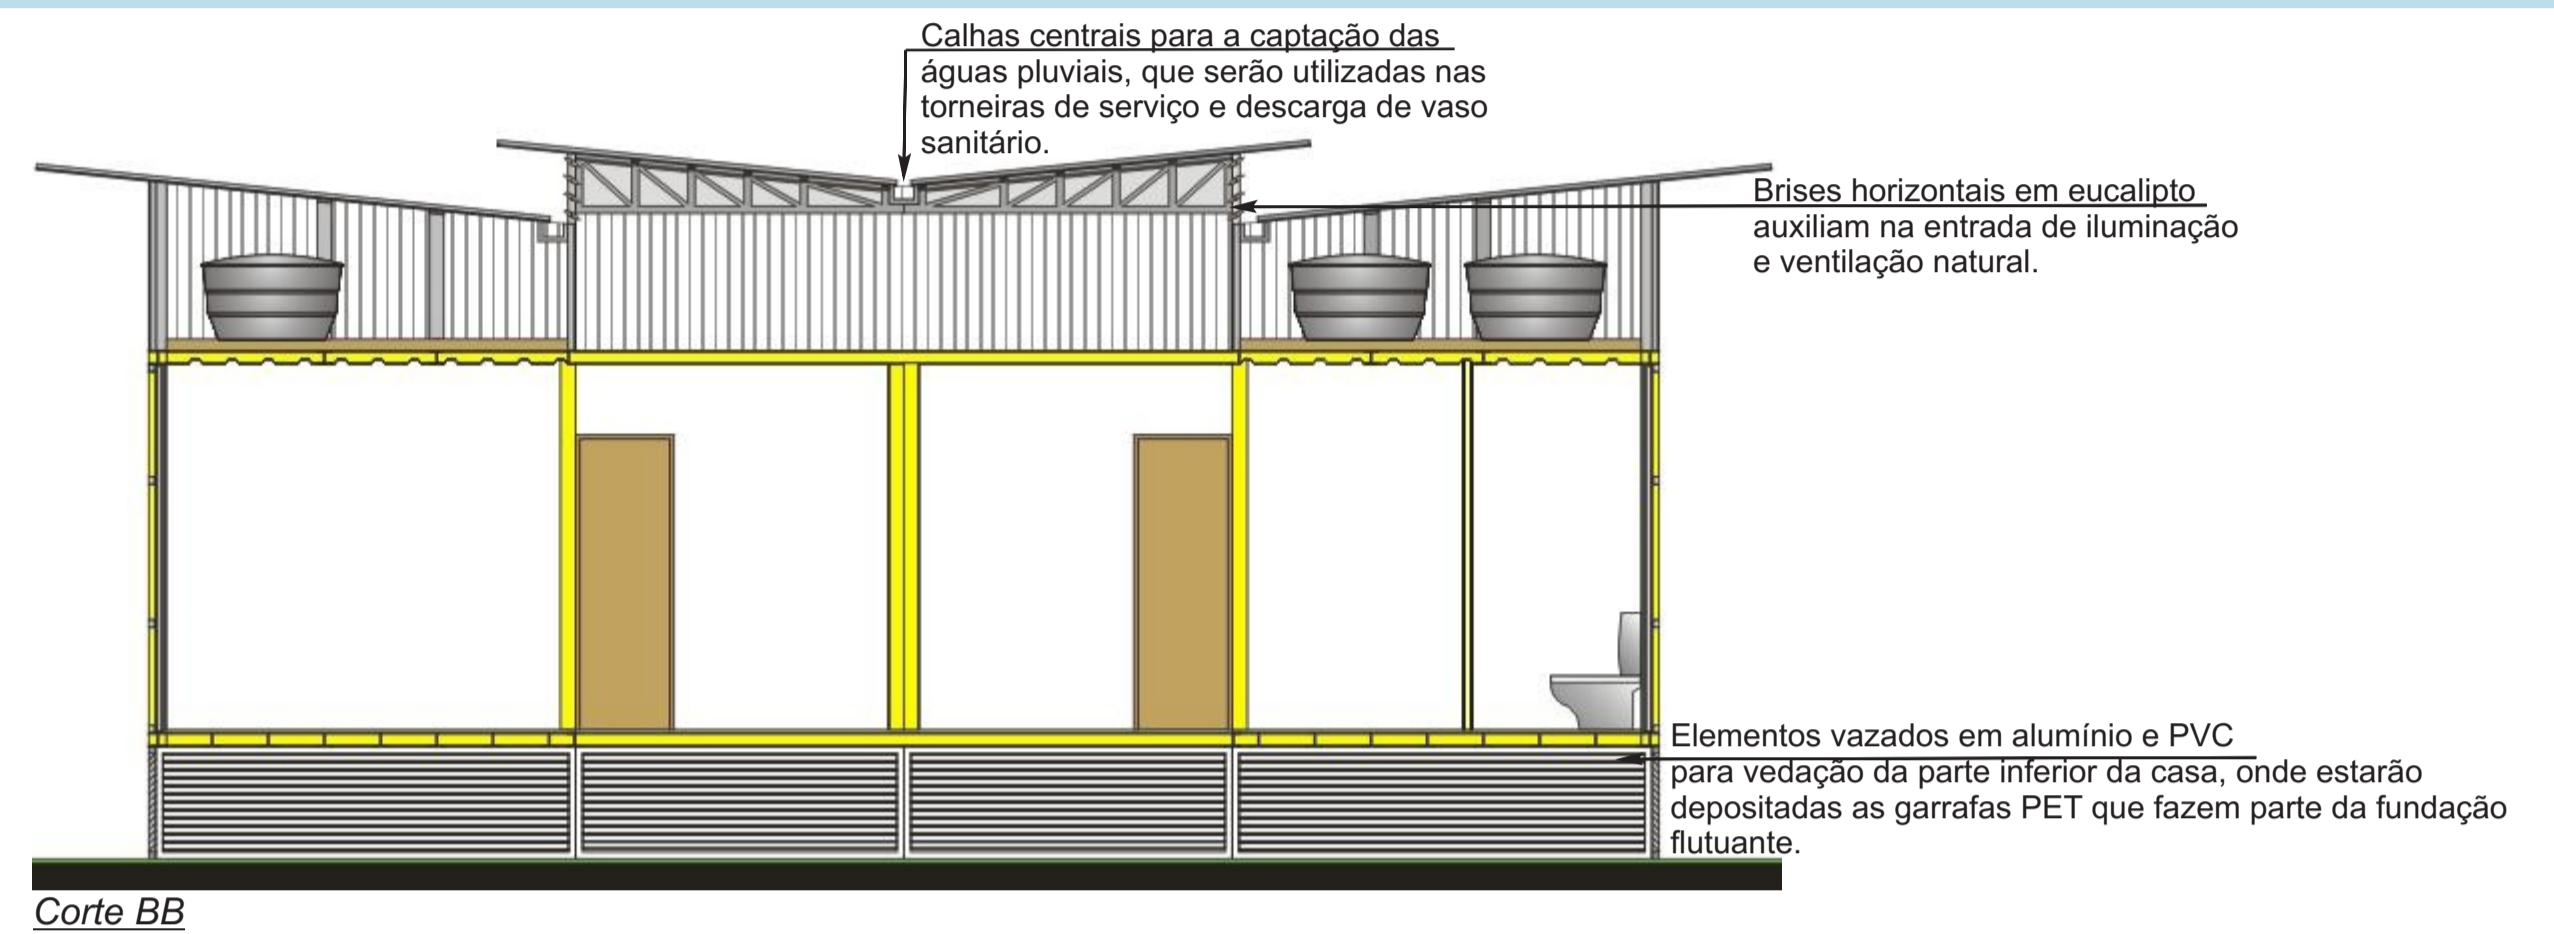 Calhas centrais para a captação das
águas pluviais, que serão utilizadas nas
torneiras de serviço e descarga de vaso
sanitário.
Brises horizontais em eucalipto
auxiliam na entrada de iluminação
e ventilação natural.
Elementos vazados em alumínio e PVC
para vedação da parte inferior da casa, onde estarão
depositadas as garrafas PET que fazem parte da fundação
flutuante.
Corte BB